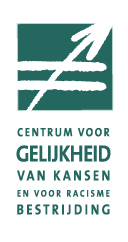 CENTRUM VOOR
GELIJKHEID
VAN KANSEN
EN VOOR RACISME
BESTRIJDING